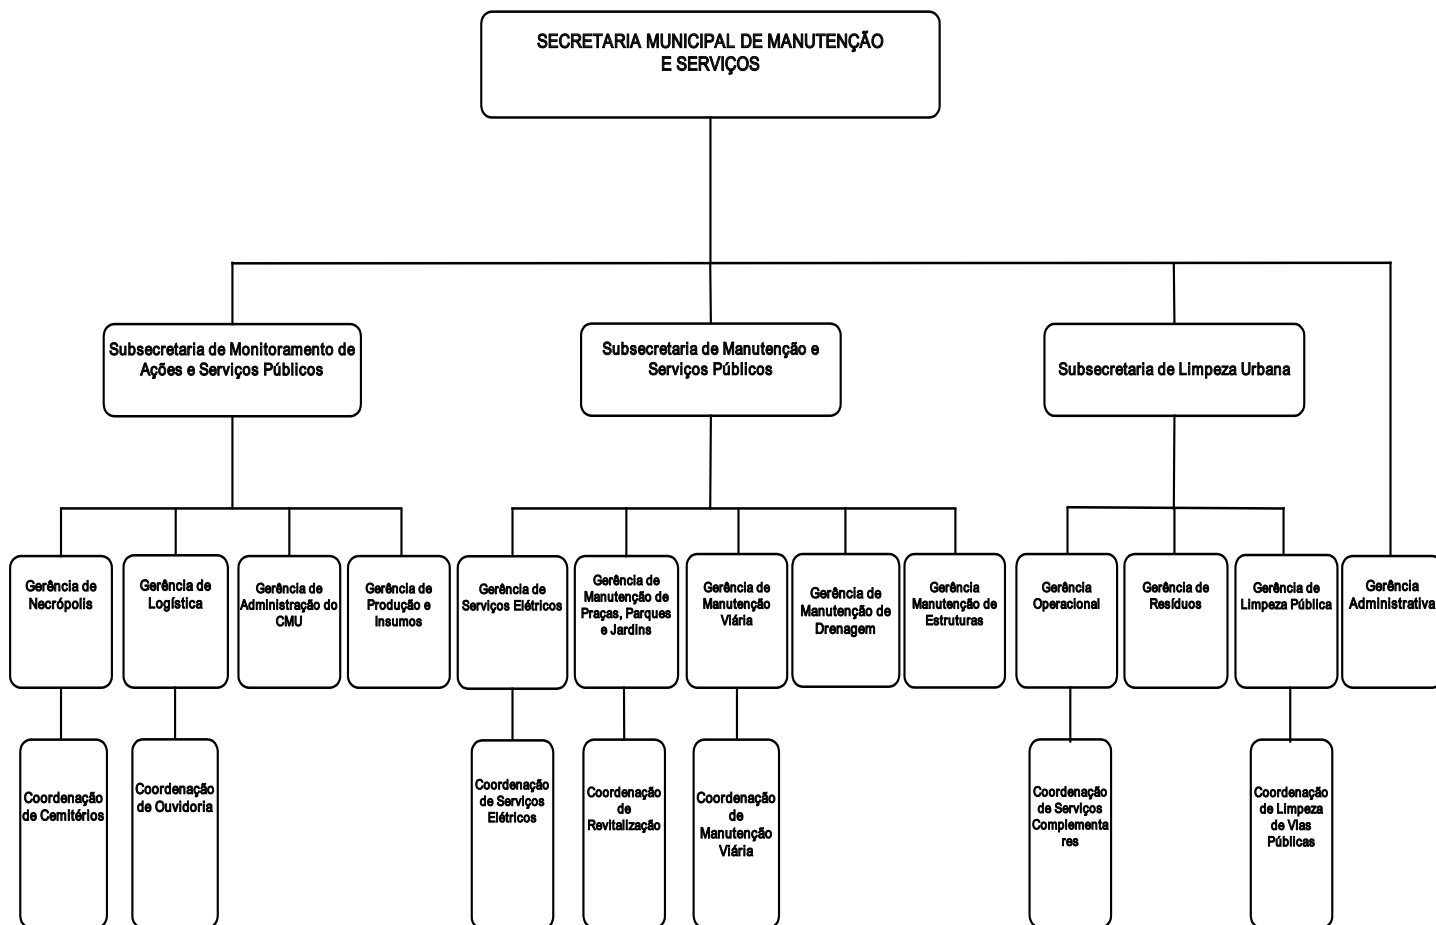 SECRETARIA MUNICIPAL DE MANUTENÇÃO
E SERVIÇOS
Subsecretaria de Monitoramento de
Ações e Serviços Públicos
Subsecretaria de Manutenção e
Serviços Públicos
Subsecretaria de Limpeza Urbana
Gerência de
Necrópolis
Gerência de
Logística
Gerência de
Administração do
CMU
Gerência de
Produção e
Insumos
Gerência de
Serviços Elétricos
Gerência de
Manutenção de
Praças, Parques
e Jardins
Gerência de
Manutenção
Viária
Gerência de
Manutenção de
Drenagem
Gerência
Manutenção de
Estruturas
Gerência
Operacional
Gerência de
Resíduos
Gerência de
Limpeza Pública
Gerência
Administrativa
Coordenação
de Cemitérios
Coordenação
de Ouvidoria
Coordenação
de Serviços
Elétricos
Coordenação
de
Revitalização
Coordenação
de
Manutenção
Viária
Coordenação
de Serviços
Complementa
res
Coordenação
de Limpeza
de Vias
Públicas